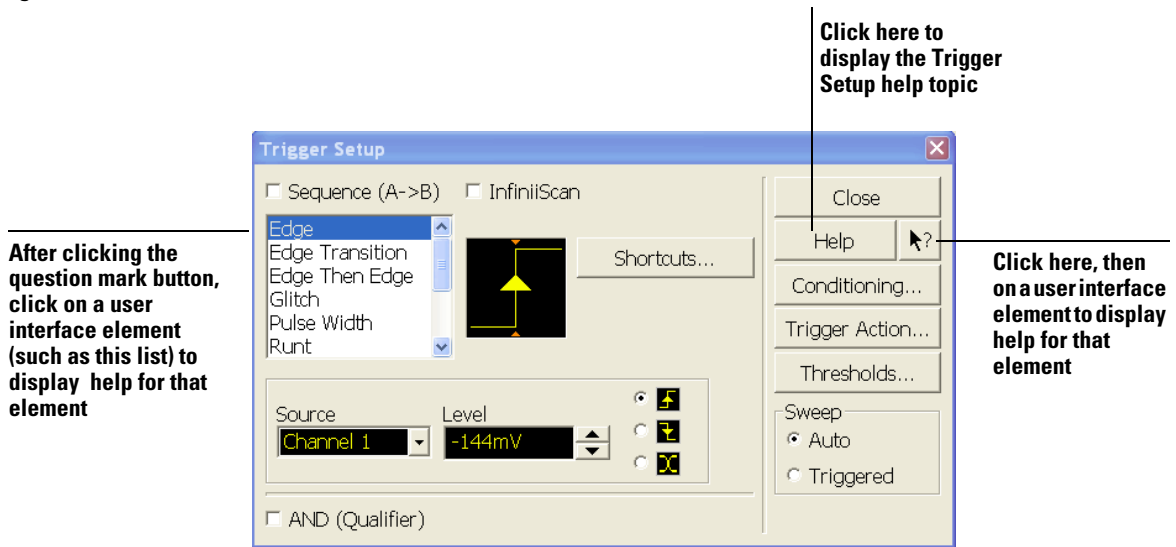 Click here to
display the Trigger
Setup help topic
Trigger Setup
Sequence (A->B)
InfiniiScan
Edge
Edge Transition
Edge Then Edge
Glitch
Pulse Width
Runt
Shortcuts...
Close
Help
?
Conditioning...
Trigger Action...
Thresholds...
Sweep
Auto
Triggered
Source
Channel 1
Level
-144mV
AND (Qualifier)
After clicking the
question mark button,
click on a user
interface element
(such as this list) to
display help for that
element
Click here, then
on a user interface
element to display
help for that
element